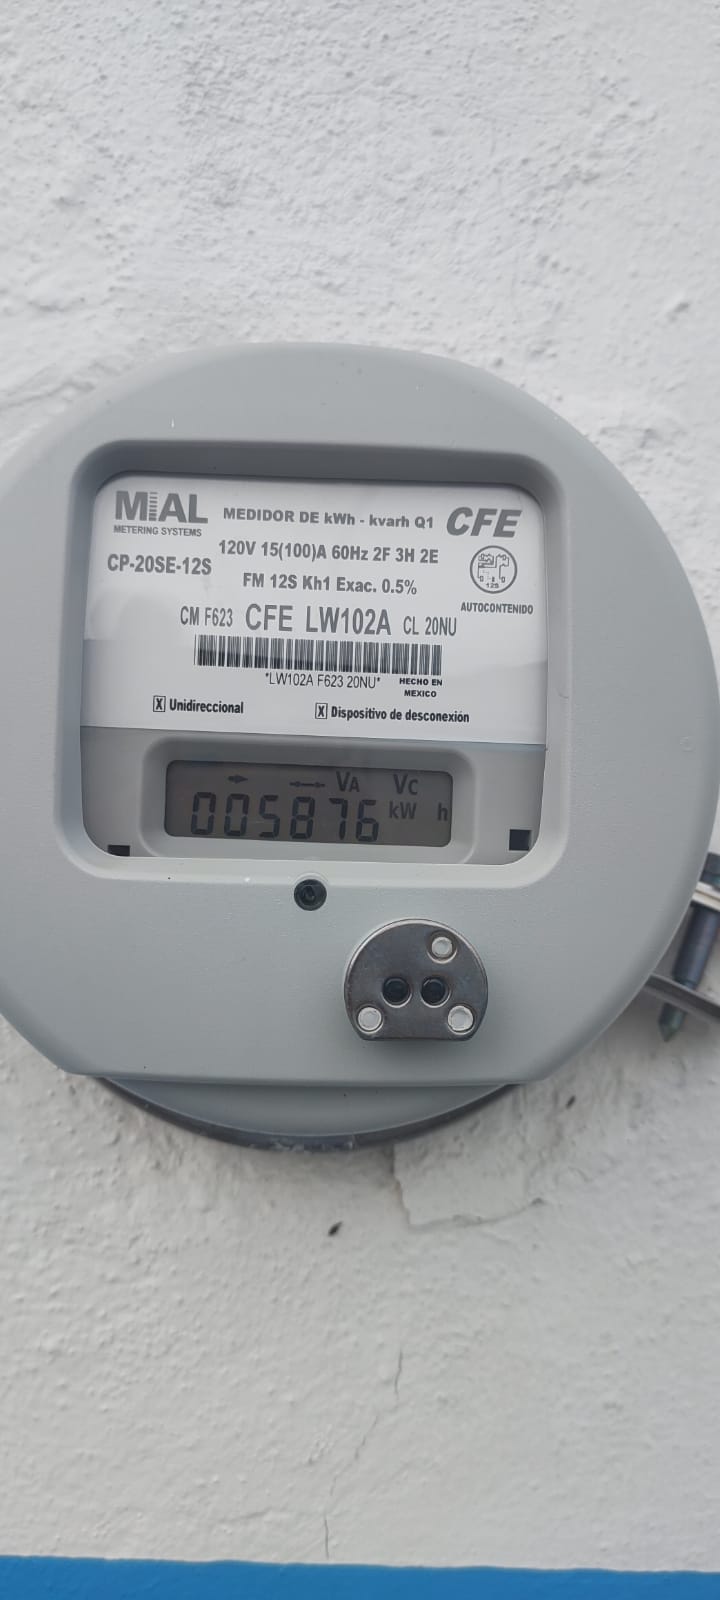 MIAL
METERING SYSTEMS
MEDIDOR DE kWh - kvarh Q1
CFE
120V 15(100)A 60Hz 2F 3H 2E
CP-20SE-12S
FM 12S Kh1 Exac. 0.5%
12S
AUTOCONTENIDO
CM F623 CFE LW102A CL 20NU
*LW102A F623 20NU*
HECHO EN
MEXICO
X Unidireccional
X Dispositivo de desconexión
VA VC
005876 kW h